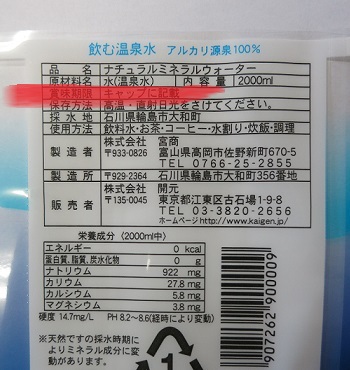 飲む温泉水 アルカリ源泉100%
品名 ナチュラルミネラルウォーター
原材料名 水(温泉水) 内容量 2000ml
賞味期限 キャップに記載
保存方法 高温・直射日光をさけてください。
採水地 石川県輪島市大和町
使用方法 飲料水・お茶・コーヒー・水割り・炊飯・調理
製造者 株式会社 宮商
〒933-0826 富山県高岡市佐野新町670-5
TEL 0766-25-2855
製造所 〒929-2364 石川県輪島市大和町356番地
販売者 株式会社 開元
〒135-0045 東京都江東区古石場1-9-8
TEL 03-3820-2656
ホームページhttp://www.kaigen.jp/
栄養成分〈2000ml中〉
エネルギー 0 kcal
蛋白質、脂質、炭水化物 0 g
ナトリウム 922 mg
カリウム 27.8 mg
カルシウム 5.8 mg
マグネシウム 3.8 mg
硬度 14.7mg/L PH 8.2~8.6(経時により変動)
※天然ですの採水時期に
よりミネラル成分に変
動があります。
1
907262 900009